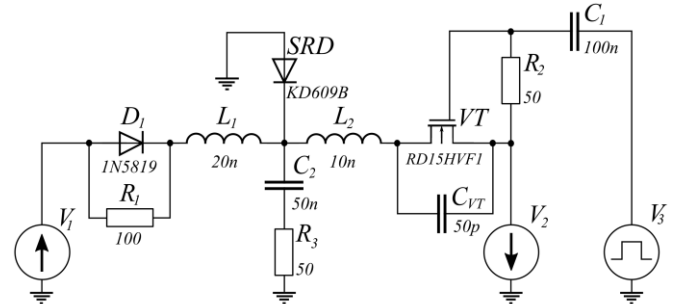 C1
100n
SRD
KD609B
R2
50
D1
1N5819
L1
20n
L2
10n
VT
RD15HVF1
R1
100
C2
50n
CVT
50p
V1
R3
50
V2
V3